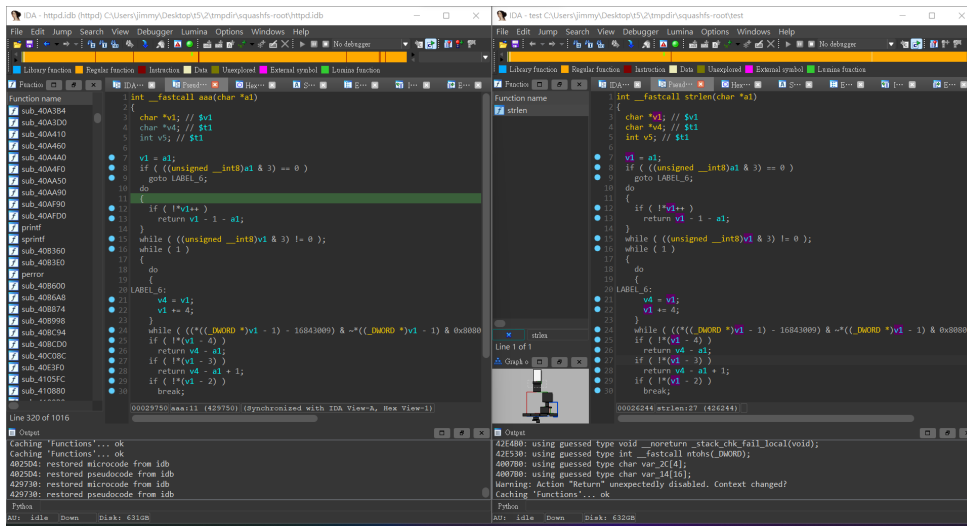 IDA - httpd.idb (httpd) C:\Users\jimmy\Desktop\t5\2\tmpdir\squashfs-root\httpd.idb
File Edit Jump Search View Debugger Lumina Options Windows Help
No debugger
Library function Regular function Instruction Data Unexplored External symbol Lumina function
Functio IDA··· Pseud··· Hex··· S··· E··· I··· E···
Function name
sub_40A384
sub_40A3D0
sub_40A410
sub_40A460
sub_40A4A0
sub_40A4F0
sub_40AA50
sub_40AA90
sub_40AF90
sub_40AFD0
printf
sprintf
sub_40B360
sub_40B3E0
perror
sub_40B600
sub_40B6A8
sub_40B874
sub_40B998
sub_40BC94
sub_40BCD0
sub_40C08C
sub_40E3F0
sub_4105FC
sub_410880
Line 320 of 1016
1 int __fastcall aaa(char *a1)
2 {
3 char *v1; // $v1
4 char *v4; // $t1
5 int v5; // $t1
6
7 v1 = a1;
8 if ( ((unsigned __int8)a1 & 3) == 0 )
9 goto LABEL_6;
10 do
11 {
12 if ( !*v1++ )
13 return v1 - 1 - a1;
14 }
15 while ( ((unsigned __int8)v1 & 3) != 0 );
16 while ( 1 )
17 {
18 do
19 {
20 LABEL_6:
21 v4 = v1;
22 v1 += 4;
23 }
24 while ( ((*((_DWORD *)v1 - 1) - 16843009) & ~*((_DWORD *)v1 - 1) & 0x8080
25 if ( !*(v1 - 4) )
26 return v4 - a1;
27 if ( !*(v1 - 3) )
28 return v4 - a1 + 1;
29 if ( !*(v1 - 2) )
30 break;
00029750 aaa:11 (429750) (Synchronized with IDA View-A, Hex View-1)
Output
Caching 'Functions'... ok
Caching 'Functions'... ok
4025D4: restored microcode from idb
4025D4: restored pseudocode from idb
429730: restored microcode from idb
429730: restored pseudocode from idb
Python
AU: idle Down Disk: 631GB
IDA - test C:\Users\jimmy\Desktop\t5\2\tmpdir\squashfs-root\test
File Edit Jump Search View Debugger Lumina Options Windows Help
No debugger
Library function Regular function Instruction Data Unexplored External symbol Lumina function
Functio IDA··· Pseud··· Hex··· S··· E··· I··· E···
Function name
strlen
strlen
Line 1 of 1
Graph o
1 int __fastcall strlen(char *a1)
2 {
3 char *v1; // $v1
4 char *v4; // $t1
5 int v5; // $t1
6
7 v1 = a1;
8 if ( ((unsigned __int8)a1 & 3) == 0 )
9 goto LABEL_6;
10 do
11 {
12 if ( !*v1++ )
13 return v1 - 1 - a1;
14 }
15 while ( ((unsigned __int8)v1 & 3) != 0 );
16 while ( 1 )
17 {
18 do
19 {
20 LABEL_6:
21 v4 = v1;
22 v1 += 4;
23 }
24 while ( ((*((_DWORD *)v1 - 1) - 16843009) & ~*((_DWORD *)v1 - 1) & 0x8080
25 if ( !*(v1 - 4) )
26 return v4 - a1;
27 if ( !*(v1 - 3) )
28 return v4 - a1 + 1;
29 if ( !*(v1 - 2) )
30 break;
00026244 strlen:27 (426244)
Output
42E4B0: using guessed type void __noreturn _stack_chk_fail_local(void);
42E530: using guessed type int __fastcall ntohs(_DWORD);
4007B0: using guessed type char var_2C[4];
4007B0: using guessed type char var_14[16];
Warning: Action "Return" unexpectedly disabled. Context changed?
Caching 'Functions'... ok
Python
AU: idle Down Disk: 632GB